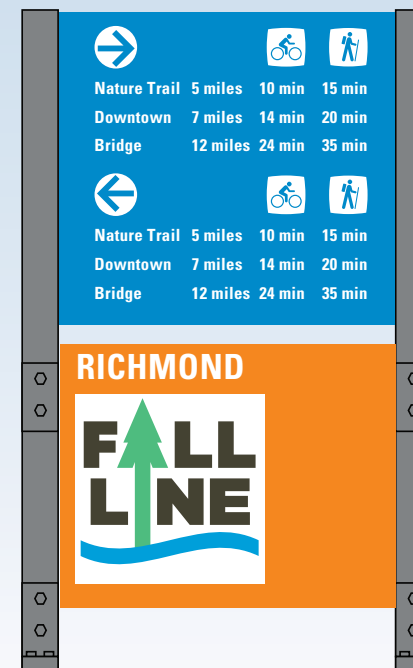 Nature Trail 5 miles 10 min 15 min
Downtown 7 miles 14 min 20 min
Bridge 12 miles 24 min 35 min
Nature Trail 5 miles 10 min 15 min
Downtown 7 miles 14 min 20 min
Bridge 12 miles 24 min 35 min
RICHMOND
FALL
LINE